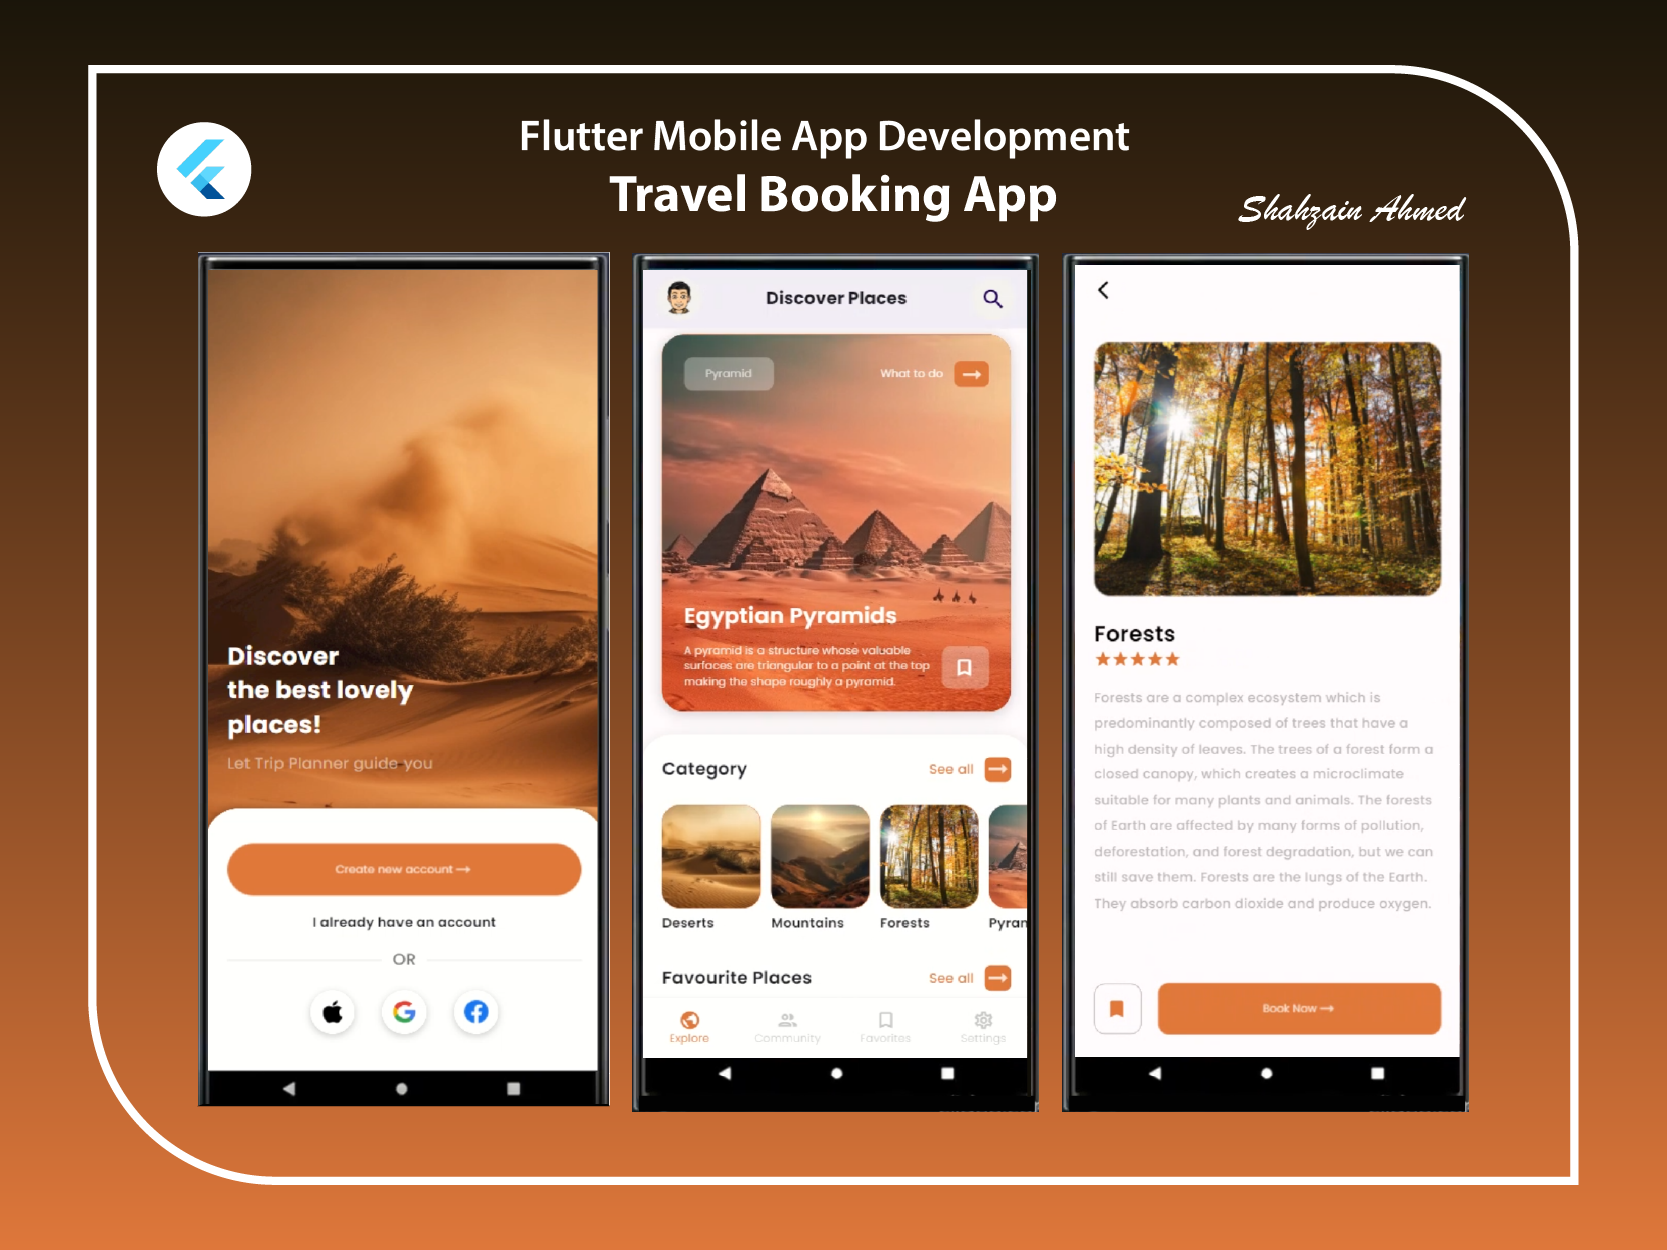 Flutter Mobile App Development
Travel Booking App
Shahzain Ahmed
Discover
the best lovely
places!
Let Trip Planner guide you
Create new account →
I already have an account
OR
Discover Places
Pyramid
What to do →
Egyptian Pyramids
A pyramid is a structure whose valuable
surfaces are triangular to a point at the top
making the shape roughly a pyramid.
Category
See all →
Deserts
Mountains
Forests
Pyram
Favourite Places
See all →
Explore
Community
Favorites
Settings
Forests
Forests are a complex ecosystem which is
predominantly composed of trees that have a
high density of leaves. The trees of a forest form a
closed canopy, which creates a microclimate
suitable for many plants and animals. The forests
of Earth are affected by many forms of pollution,
deforestation, and forest degradation, but we can
still save them. Forests are the lungs of the Earth.
They absorb carbon dioxide and produce oxygen.
Book Now →